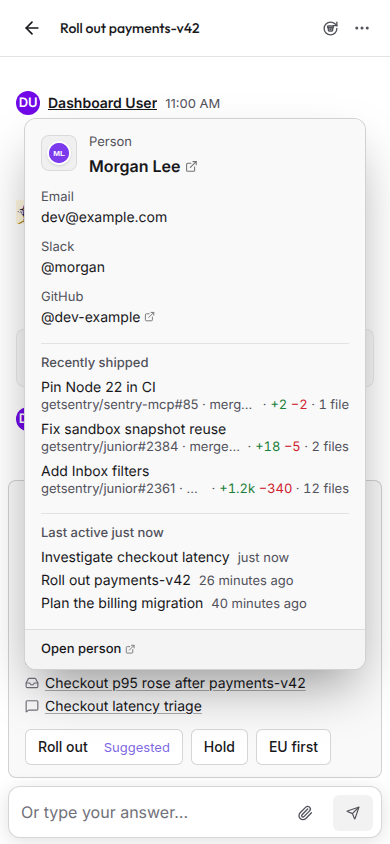 Roll out payments-v42
DU Dashboard User 11:00 AM
ML
Person
Morgan Lee
Email
dev@example.com
Slack
@morgan
GitHub
@dev-example
Recently shipped
Pin Node 22 in CI
getsentry/sentry-mcp#85 · merg... · +2 −2 · 1 file
Fix sandbox snapshot reuse
getsentry/junior#2384 · merge... · +18 −5 · 2 files
Add Inbox filters
getsentry/junior#2361 · ... · +1.2k −340 · 12 files
Last active just now
Investigate checkout latency just now
Roll out payments-v42 26 minutes ago
Plan the billing migration 40 minutes ago
Open person
Checkout p95 rose after payments-v42
Checkout latency triage
Roll out Suggested Hold EU first
Or type your answer...